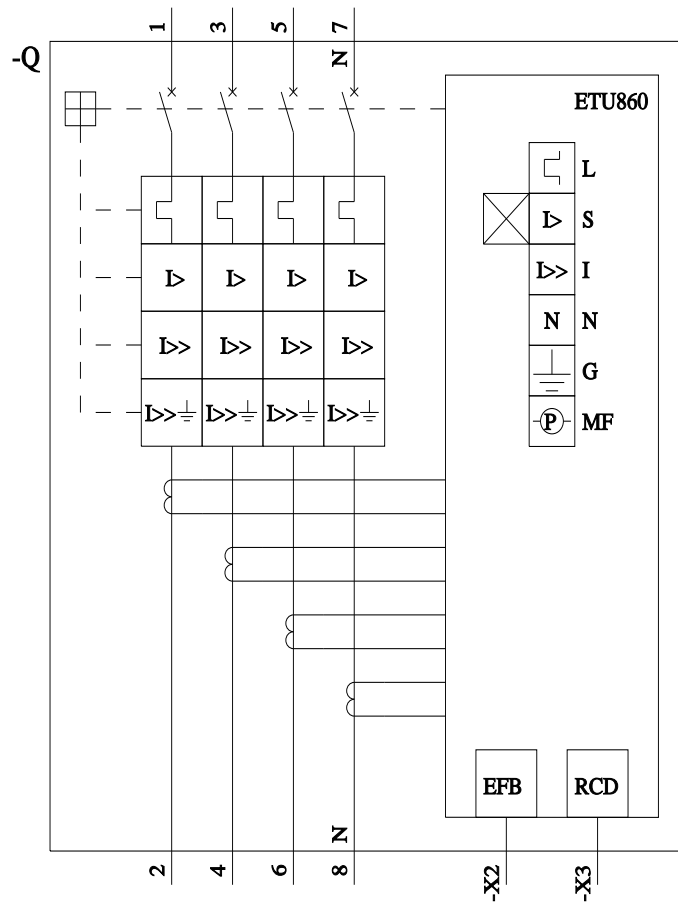 1 3 5 7
-Q
N
ETU860
L
I> I> I> I> I> S
I>> I>> I>> I>> I>> I
N N
I>> I>> I>> I>> G
P MF
EFB RCD
N
2 4 6 8 -X2 -X3